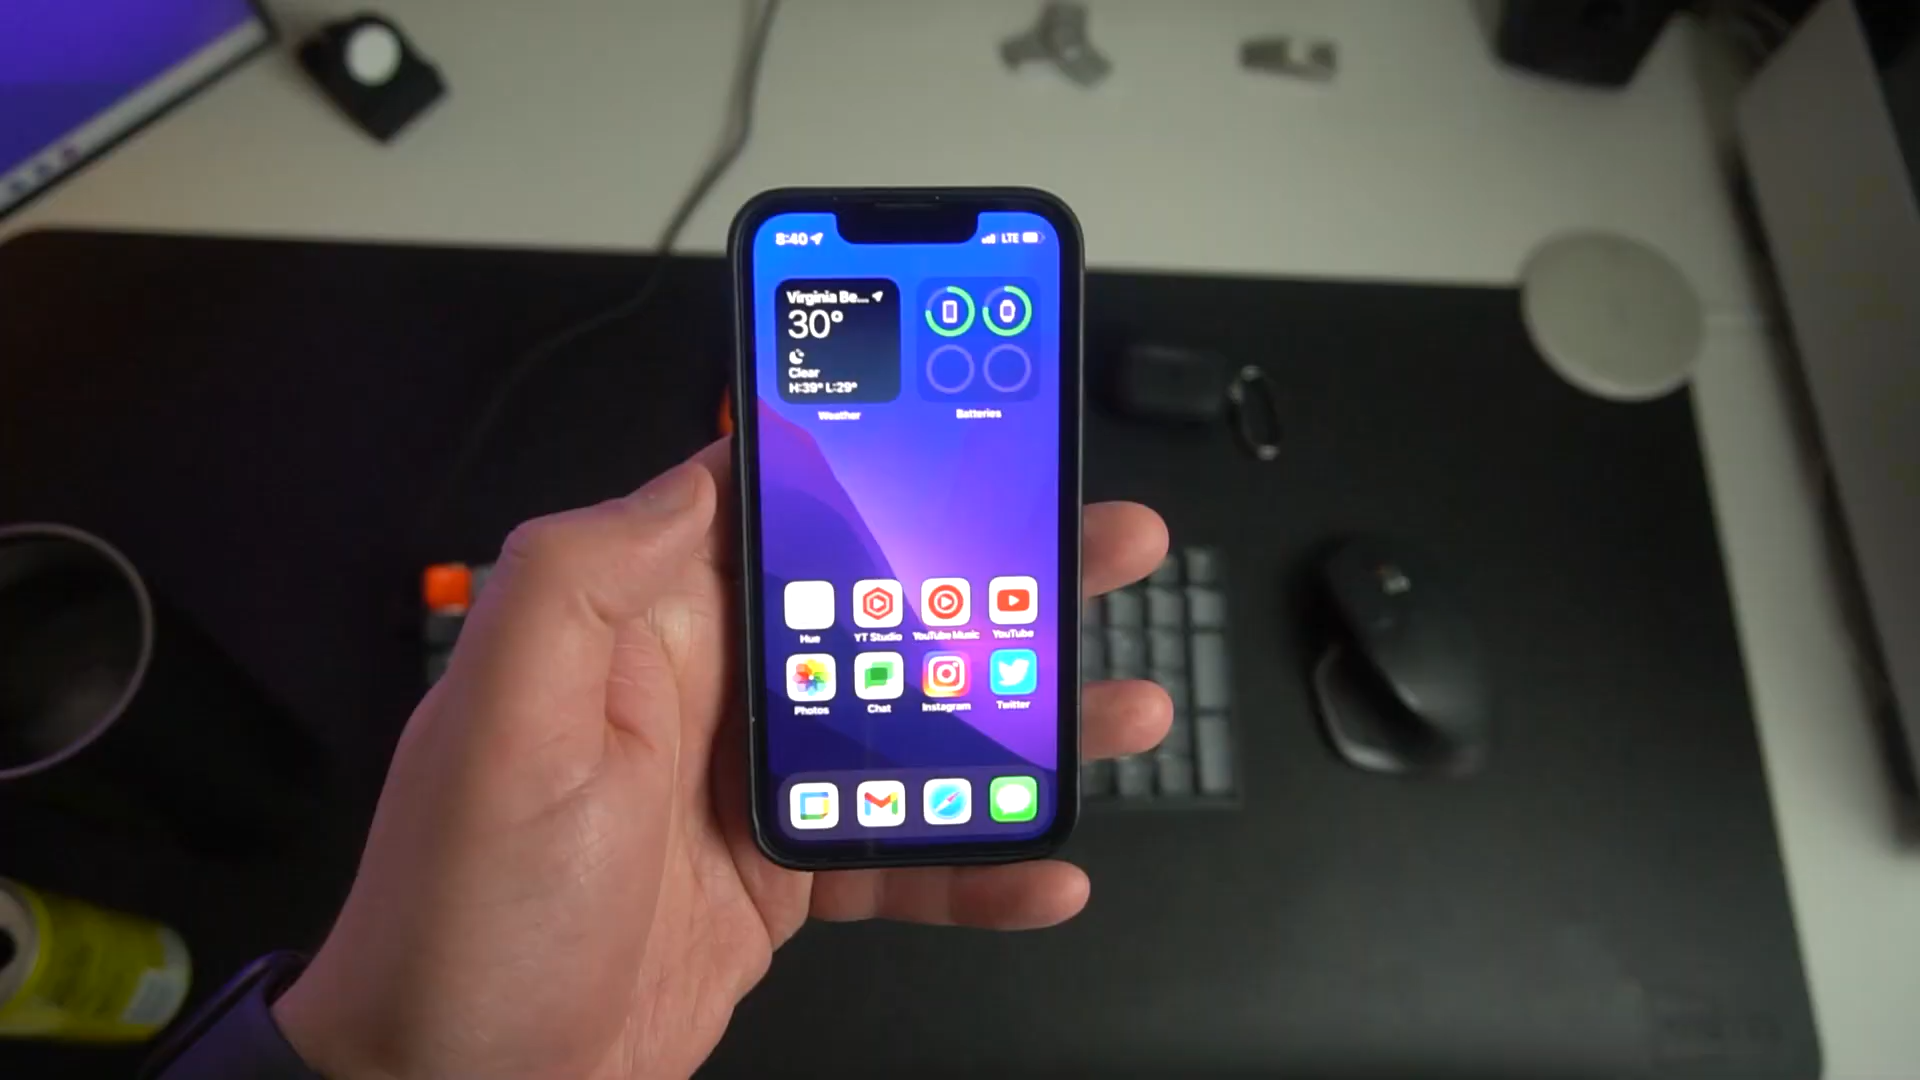 8:40 LTE
Virginia Be...
30°
Clear
H:39° L:29°
Weather
Batteries
Hue YT Studio YouTube Music YouTube
Photos Chat Instagram Twitter